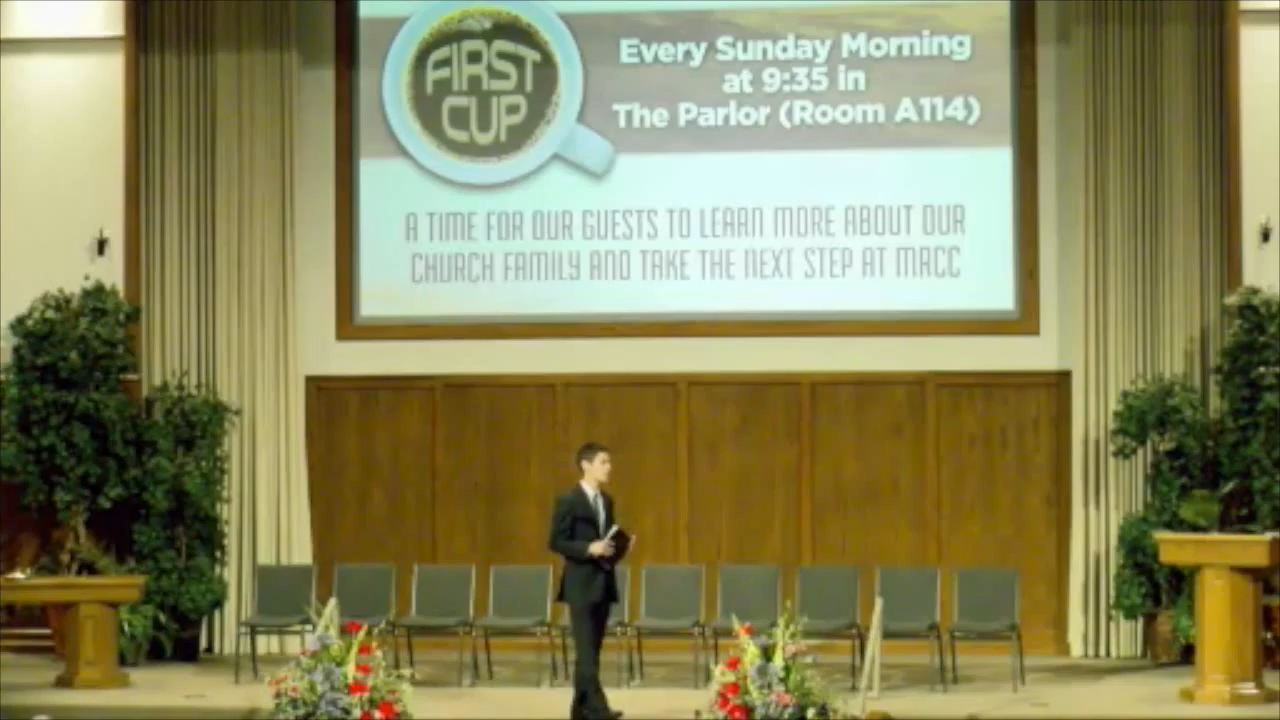 FIRST
CUP
Every Sunday Morning
at 9:35 in
The Parlor (Room A114)
A TIME FOR OUR GUESTS TO LEARN MORE ABOUT OUR
CHURCH FAMILY AND TAKE THE NEXT STEP AT MRCC